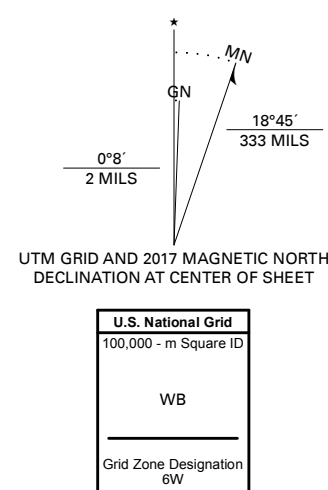 ★
MN
GN
18°45´
333 MILS
0°8´
2 MILS
UTM GRID AND 2017 MAGNETIC NORTH
DECLINATION AT CENTER OF SHEET
U.S. National Grid
100,000 - m Square ID
WB
Grid Zone Designation
6W